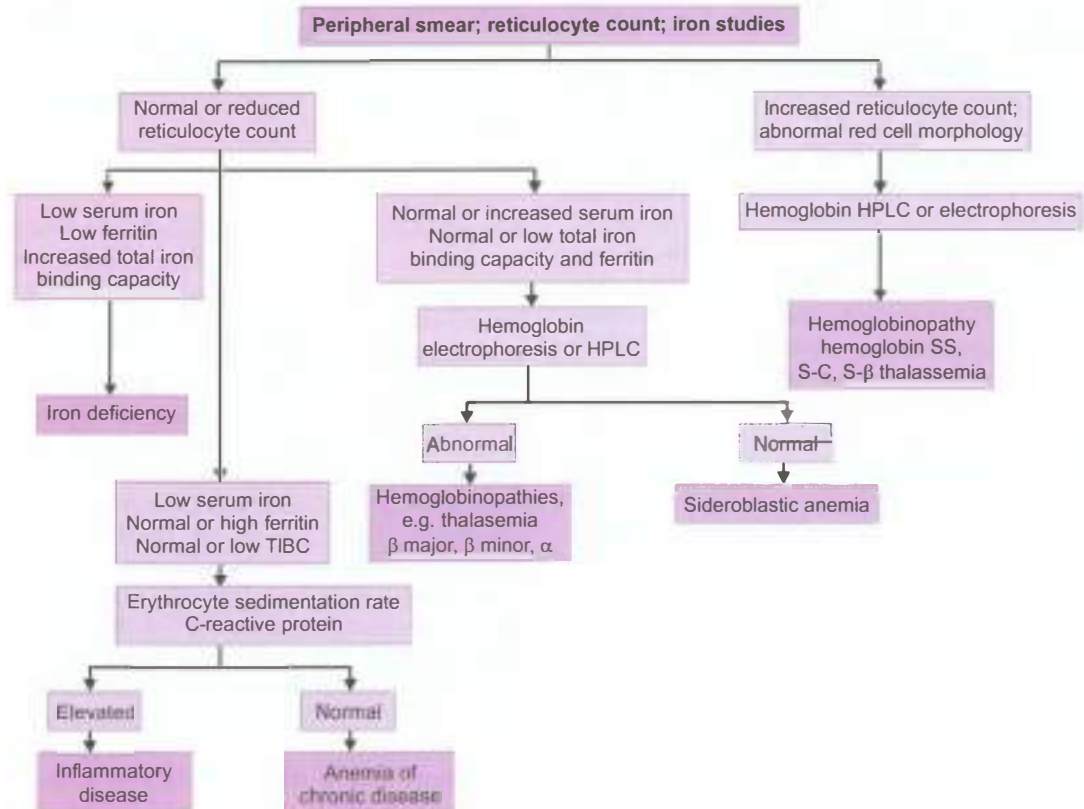 Peripheral smear; reticulocyte count; iron studies
Normal or reduced
reticulocyte count
Increased reticulocyte count;
abnormal red cell morphology
Low serum iron
Low ferritin
Increased total iron
binding capacity
Normal or increased serum iron
Normal or low total iron
binding capacity and ferritin
Hemoglobin HPLC or electrophoresis
Hemoglobin
electrophoresis or HPLC
Hemoglobinopathy
hemoglobin SS,
S-C, S-β thalassemia
Iron deficiency
Abnormal
Normal
Low serum iron
Normal or high ferritin
Normal or low TIBC
Hemoglobinopathies,
e.g. thalasemia
β major, β minor, α
Sideroblastic anemia
Erythrocyte sedimentation rate
C-reactive protein
Elevated
Normal
Inflammatory
disease
Anemia of
chronic disease